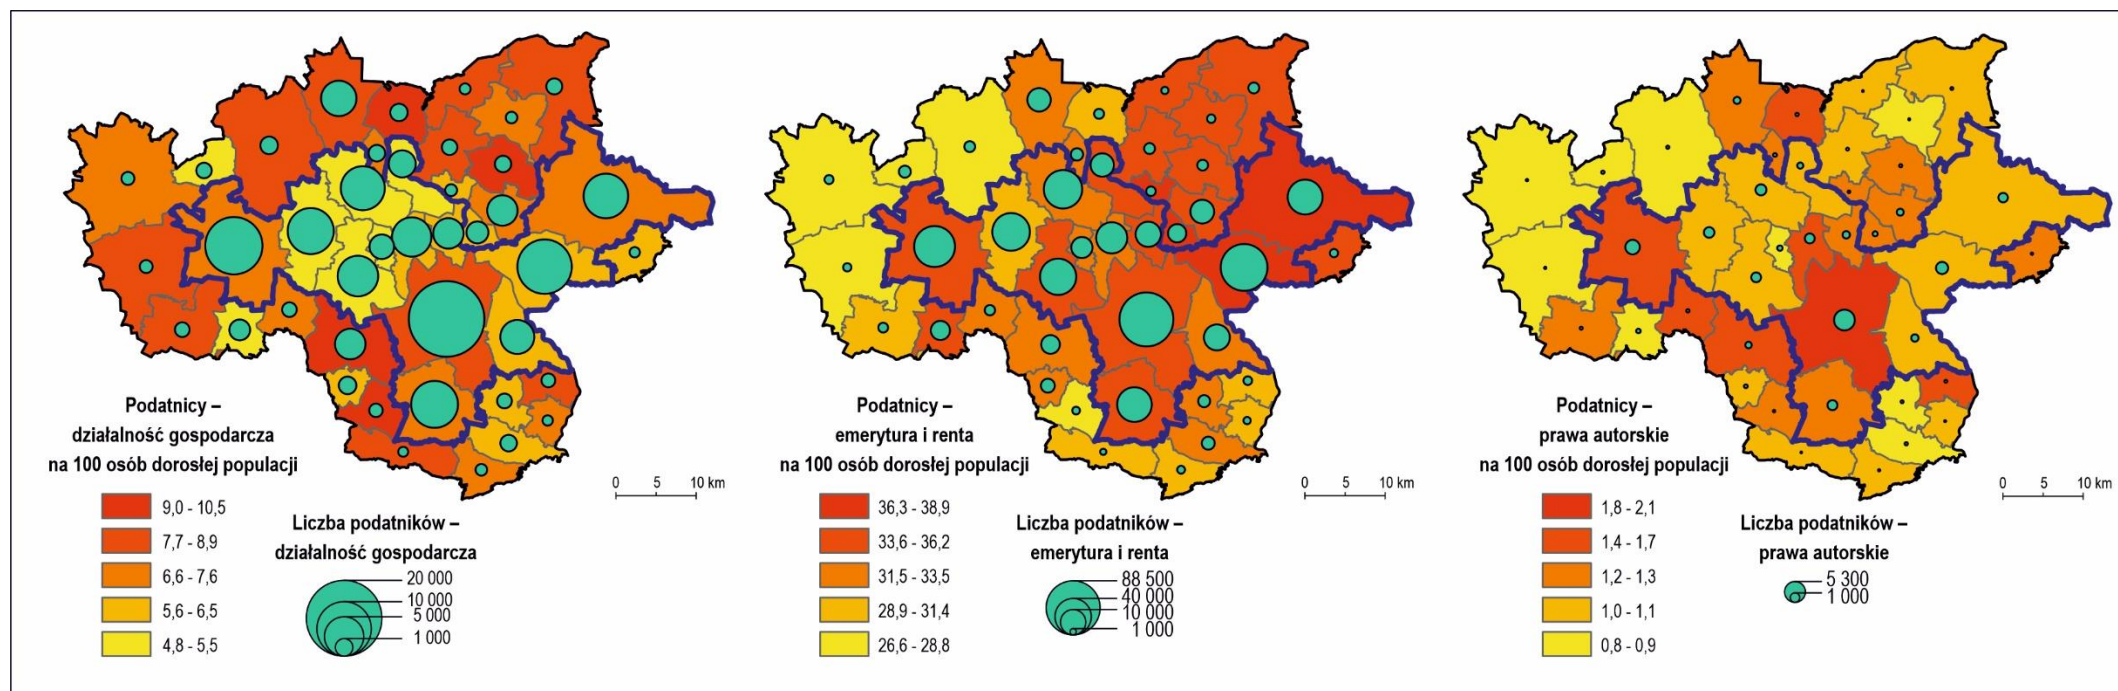 Podatnicy –
działalność gospodarcza
na 100 osób dorosłej populacji
9,0 - 10,5
7,7 - 8,9
6,6 - 7,6
5,6 - 6,5
4,8 - 5,5
Liczba podatników –
działalność gospodarcza
20 000
10 000
5 000
1 000
0 5 10 km
Podatnicy –
emerytura i renta
na 100 osób dorosłej populacji
36,3 - 38,9
33,6 - 36,2
31,5 - 33,5
28,9 - 31,4
26,6 - 28,8
Liczba podatników –
emerytura i renta
88 500
40 000
10 000
1 000
0 5 10 km
Podatnicy –
prawa autorskie
na 100 osób dorosłej populacji
1,8 - 2,1
1,4 - 1,7
1,2 - 1,3
1,0 - 1,1
0,8 - 0,9
Liczba podatników –
prawa autorskie
5 300
1 000
0 5 10 km